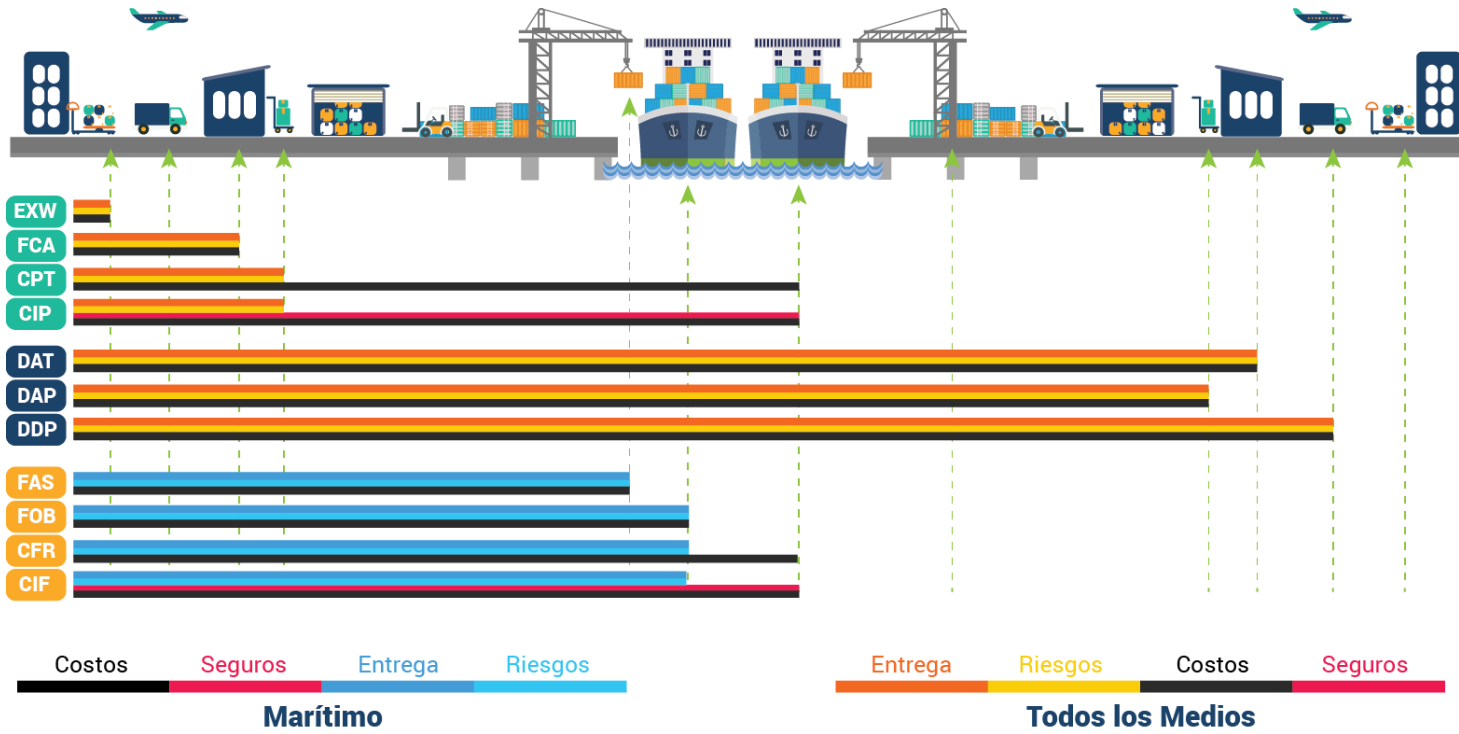 EXW
FCA
CPT
CIP
DAT
DAP
DDP
FAS
FOB
CFR
CIF
Costos Seguros Entrega Riesgos
Marítimo
Entrega Riesgos Costos Seguros
Todos los Medios